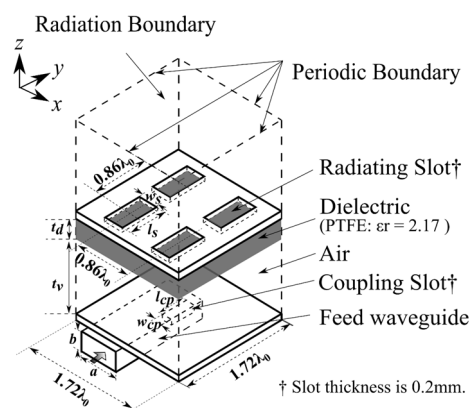 Radiation Boundary
z
y
x
Periodic Boundary
0.86λ0
ws
ls
Radiating Slot†
td
Dielectric
(PTFE: εr = 2.17 )
0.86λ0
Air
tv
lcp
Coupling Slot†
wcp
Feed waveguide
b
a
1.72λ0
1.72λ0
† Slot thickness is 0.2mm.